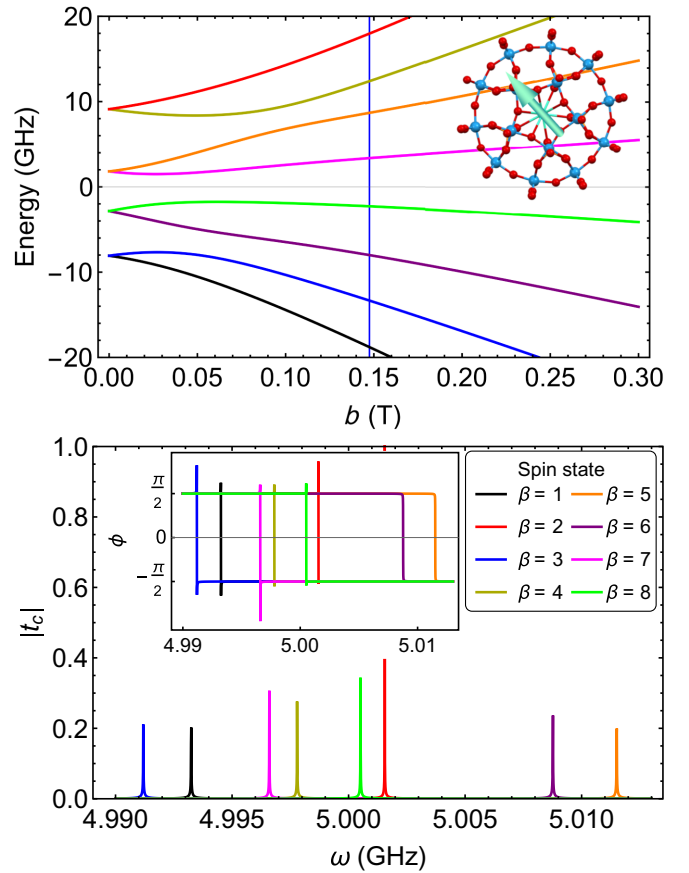 20
10
0
−10
−20
Energy (GHz)
0.00 0.05 0.10 0.15 0.20 0.25 0.30
b (T)
1.0
0.8
0.6
0.4
0.2
0.0
|t_c|
π/2
0
−π/2
ϕ
4.99 5.00 5.01
Spin state
β = 1 β = 5
β = 2 β = 6
β = 3 β = 7
β = 4 β = 8
4.990 4.995 5.000 5.005 5.010
ω (GHz)